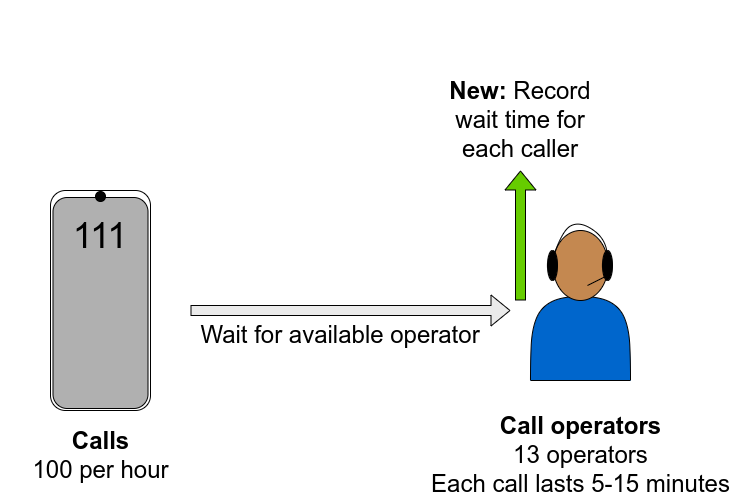 New: Record
wait time for
each caller
111
Wait for available operator
Calls
100 per hour
Call operators
13 operators
Each call lasts 5-15 minutes